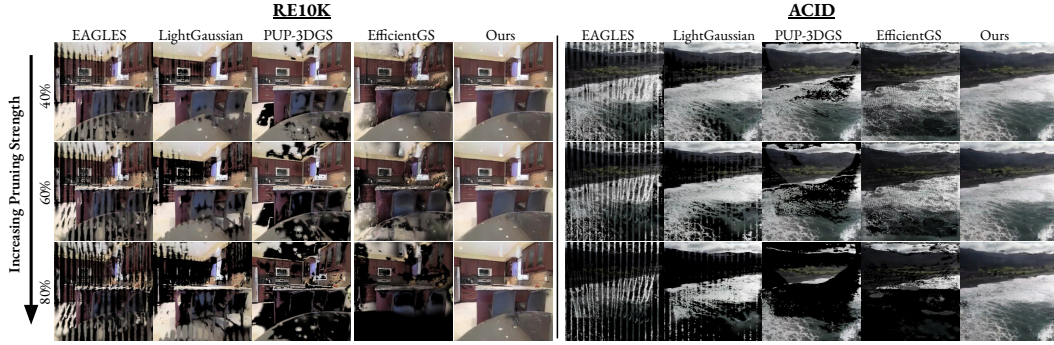 RE10K
ACID
EAGLES LightGaussian PUP-3DGS EfficientGS Ours
EAGLES LightGaussian PUP-3DGS EfficientGS Ours
Increasing Pruning Strength
40%
60%
80%